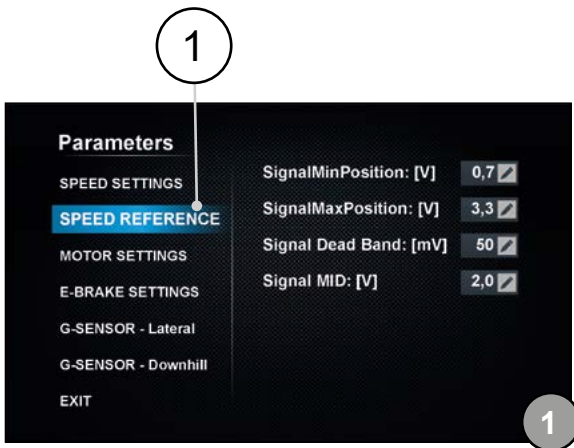 1
Parameters
SPEED SETTINGS
SPEED REFERENCE
MOTOR SETTINGS
E-BRAKE SETTINGS
G-SENSOR - Lateral
G-SENSOR - Downhill
EXIT
SignalMinPosition: [V] 0,7
SignalMaxPosition: [V] 3,3
Signal Dead Band: [mV] 50
Signal MID: [V] 2,0
1